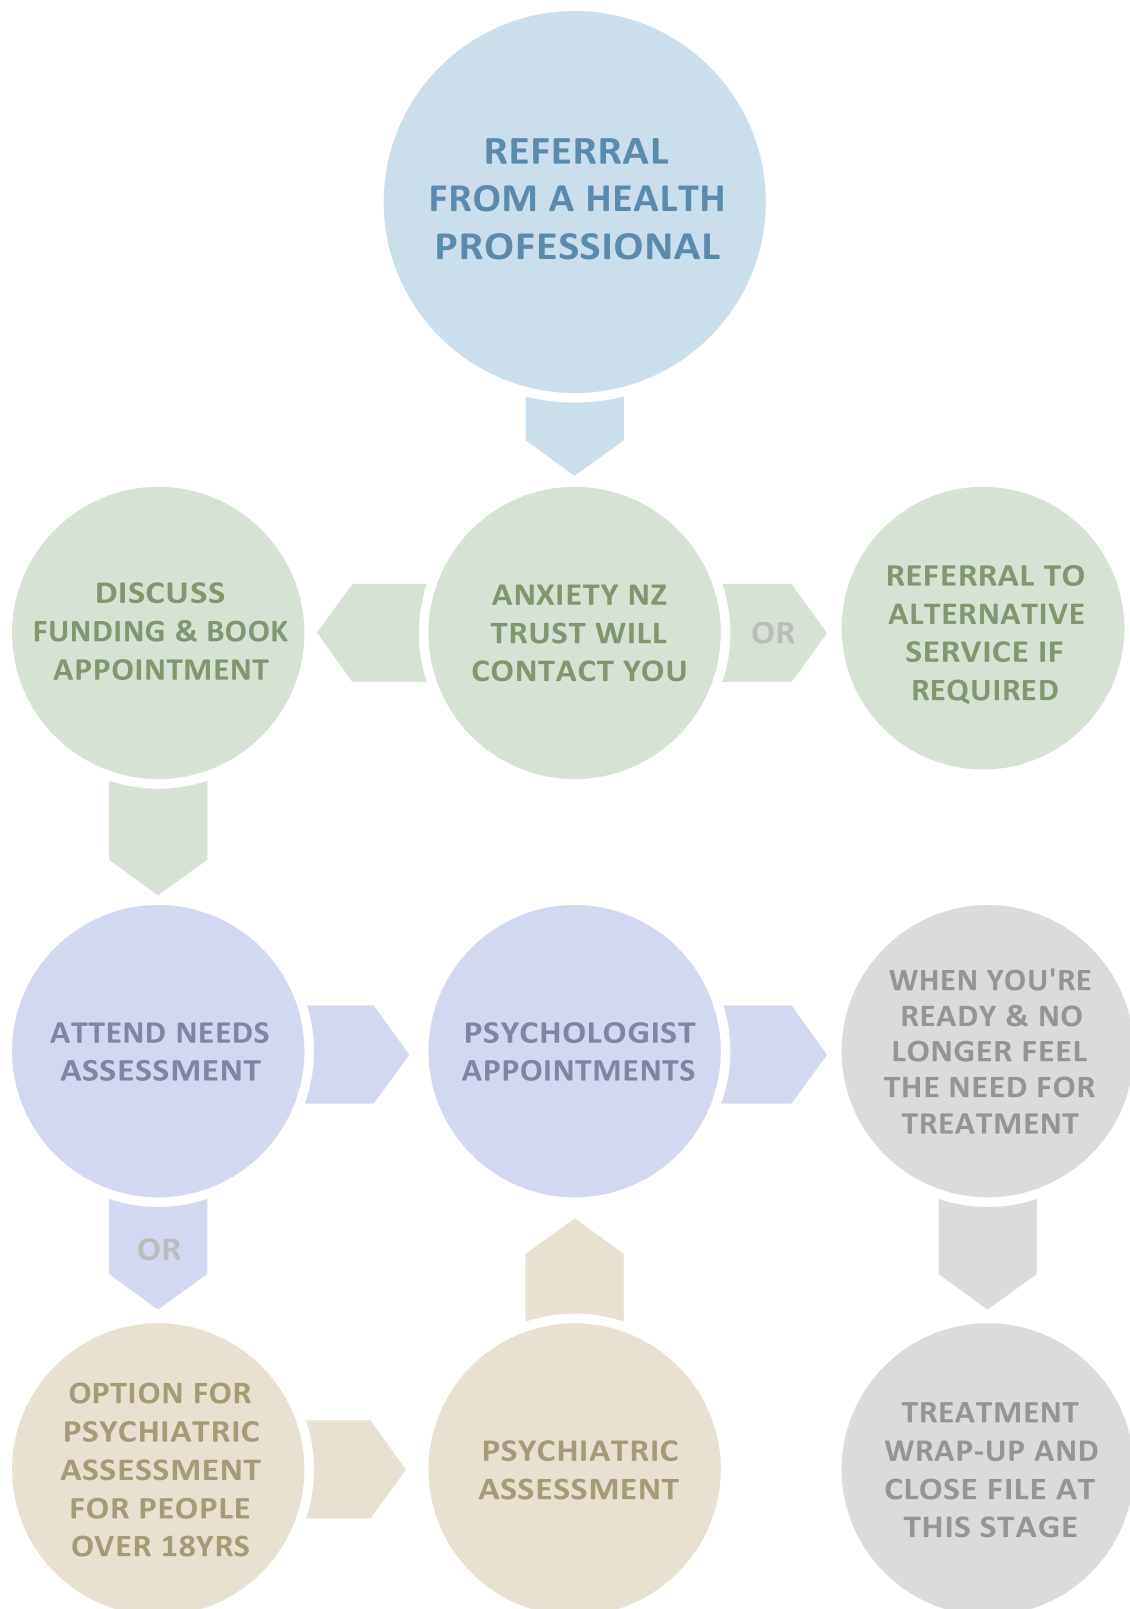 REFERRAL
FROM A HEALTH
PROFESSIONAL
DISCUSS
FUNDING & BOOK
APPOINTMENT
ANXIETY NZ
TRUST WILL
CONTACT YOU
OR
REFERRAL TO
ALTERNATIVE
SERVICE IF
REQUIRED
ATTEND NEEDS
ASSESSMENT
PSYCHOLOGIST
APPOINTMENTS
WHEN YOU'RE
READY & NO
LONGER FEEL
THE NEED FOR
TREATMENT
OR
OPTION FOR
PSYCHIATRIC
ASSESSMENT
FOR PEOPLE
OVER 18YRS
PSYCHIATRIC
ASSESSMENT
TREATMENT
WRAP-UP AND
CLOSE FILE AT
THIS STAGE